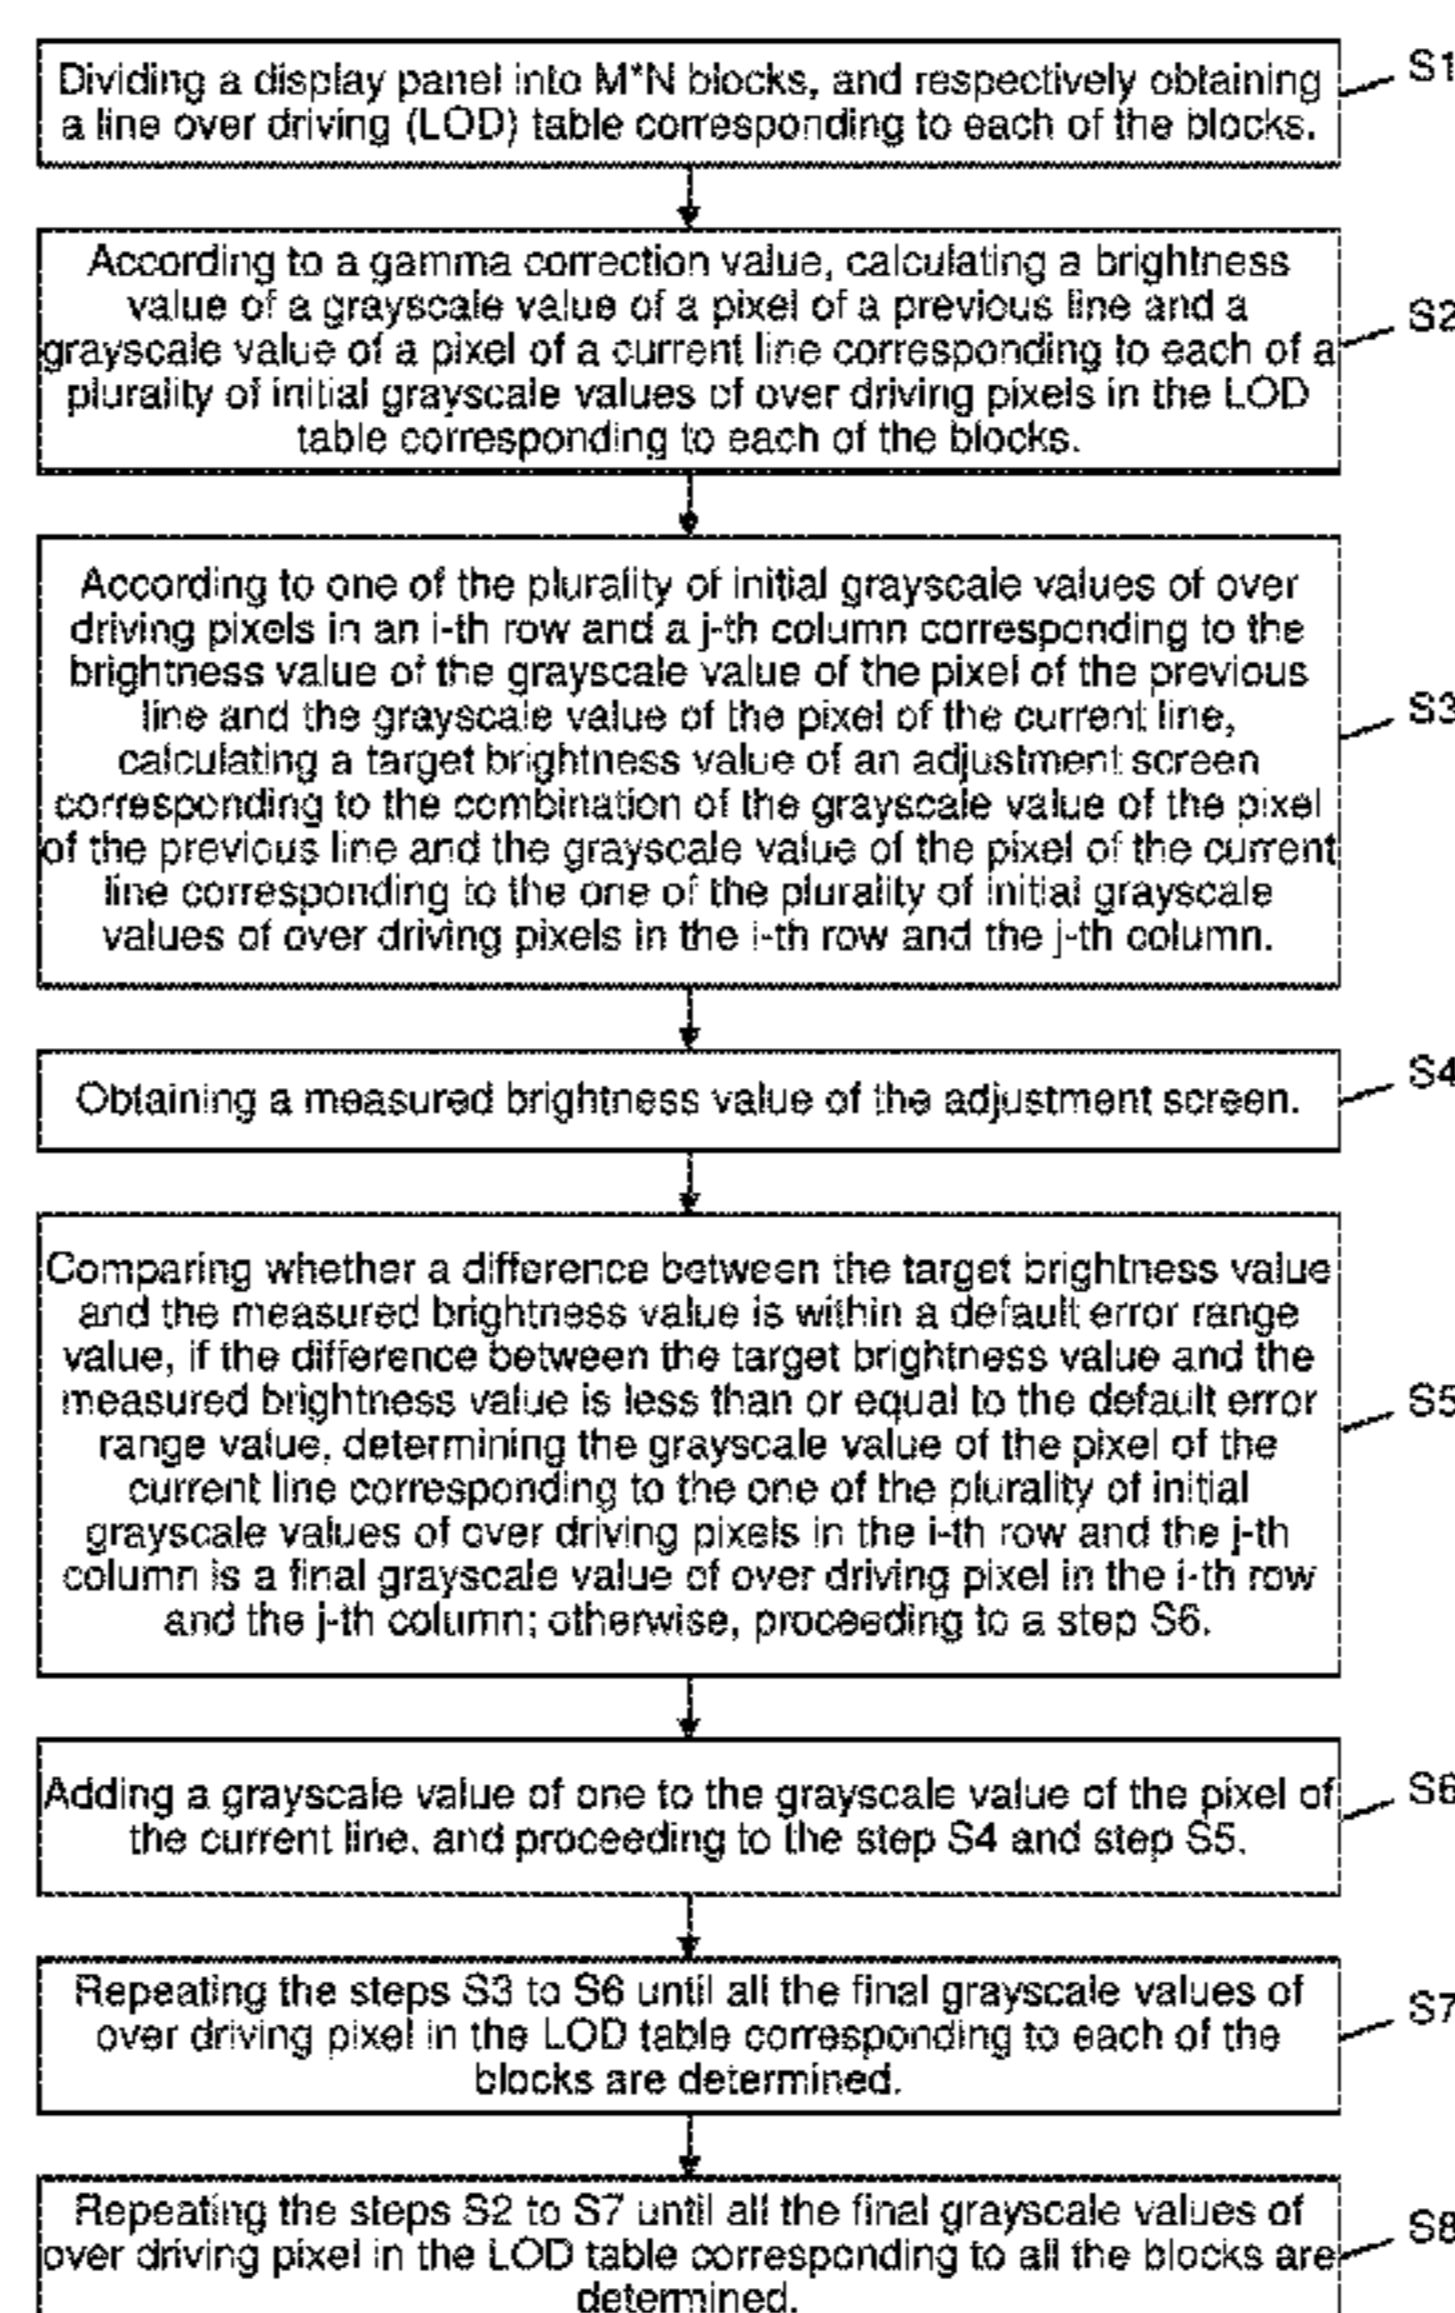 Dividing a display panel into M*N blocks, and respectively obtaining
a line over driving (LOD) table corresponding to each of the blocks.
S1
According to a gamma correction value, calculating a brightness
value of a grayscale value of a pixel of a previous line and a
grayscale value of a pixel of a current line corresponding to each of a
plurality of initial grayscale values of over driving pixels in the LOD
table corresponding to each of the blocks.
S2
According to one of the plurality of initial grayscale values of over
driving pixels in an i-th row and a j-th column corresponding to the
brightness value of the grayscale value of the pixel of the previous
line and the grayscale value of the pixel of the current line,
calculating a target brightness value of an adjustment screen
corresponding to the combination of the grayscale value of the pixel
of the previous line and the grayscale value of the pixel of the current
line corresponding to the one of the plurality of initial grayscale
values of over driving pixels in the i-th row and the j-th column.
S3
Obtaining a measured brightness value of the adjustment screen.
S4
Comparing whether a difference between the target brightness value
and the measured brightness value is within a default error range
value, if the difference between the target brightness value and the
measured brightness value is less than or equal to the default error
range value, determining the grayscale value of the pixel of the
current line corresponding to the one of the plurality of initial
grayscale values of over driving pixels in the i-th row and the j-th
column is a final grayscale value of over driving pixel in the i-th row
and the j-th column; otherwise, proceeding to a step S6.
S5
Adding a grayscale value of one to the grayscale value of the pixel of
the current line, and proceeding to the step S4 and step S5.
S6
Repeating the steps S3 to S6 until all the final grayscale values of
over driving pixel in the LOD table corresponding to each of the
blocks are determined.
S7
Repeating the steps S2 to S7 until all the final grayscale values of
over driving pixel in the LOD table corresponding to all the blocks are
determined.
S8